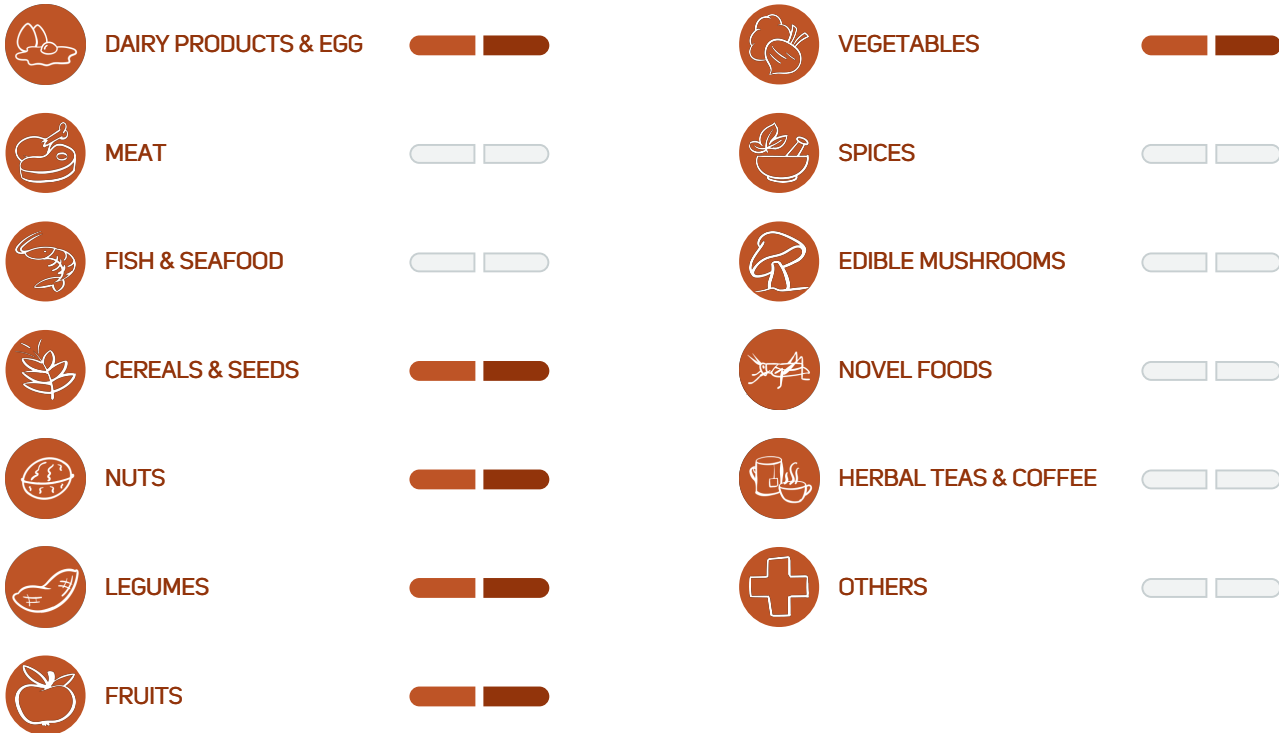 DAIRY PRODUCTS & EGG
MEAT
FISH & SEAFOOD
CEREALS & SEEDS
NUTS
LEGUMES
FRUITS
VEGETABLES
SPICES
EDIBLE MUSHROOMS
NOVEL FOODS
HERBAL TEAS & COFFEE
OTHERS